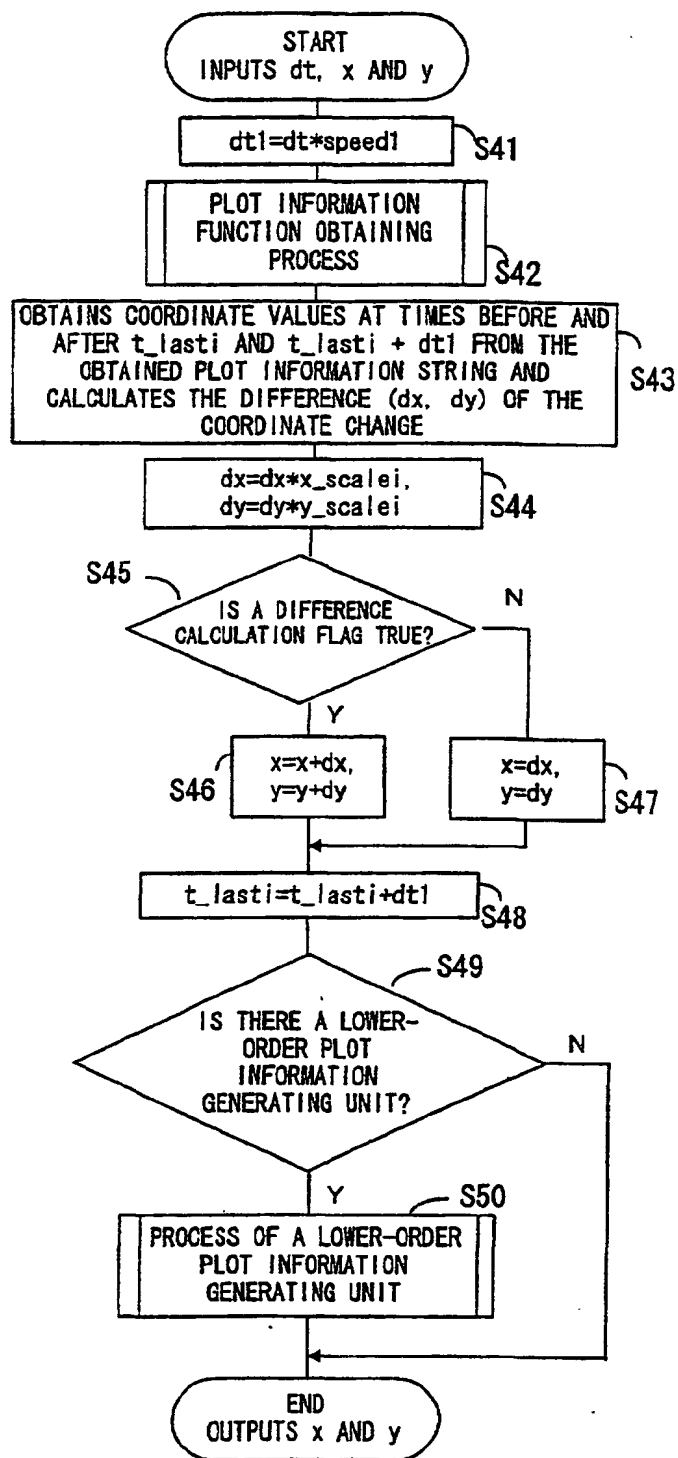 START
INPUTS dt, x AND y
dt1=dt*speed1
S41
PLOT INFORMATION
FUNCTION OBTAINING
PROCESS
S42
OBTAINS COORDINATE VALUES AT TIMES BEFORE AND
AFTER t_lasti AND t_lasti + dt1 FROM THE
OBTAINED PLOT INFORMATION STRING AND
CALCULATES THE DIFFERENCE (dx, dy) OF THE
COORDINATE CHANGE
S43
dx=dx*x_scalei,
dy=dy*y_scalei
S44
S45
IS A DIFFERENCE
CALCULATION FLAG TRUE?
N
Y
x=x+dx,
y=y+dy
S46
x=dx,
y=dy
S47
t_lasti=t_lasti+dt1
S48
S49
IS THERE A LOWER-
ORDER PLOT
INFORMATION
GENERATING UNIT?
N
Y
S50
PROCESS OF A LOWER-ORDER
PLOT INFORMATION
GENERATING UNIT
END
OUTPUTS x AND y